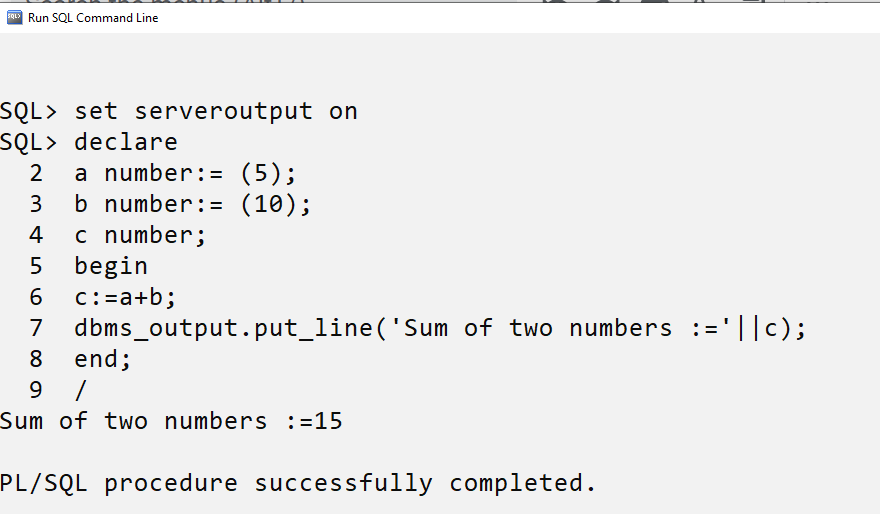 Run SQL Command Line
SQL> set serveroutput on
SQL> declare
  2  a number:= (5);
  3  b number:= (10);
  4  c number;
  5  begin
  6  c:=a+b;
  7  dbms_output.put_line('Sum of two numbers :='||c);
  8  end;
  9  /
Sum of two numbers :=15
PL/SQL procedure successfully completed.